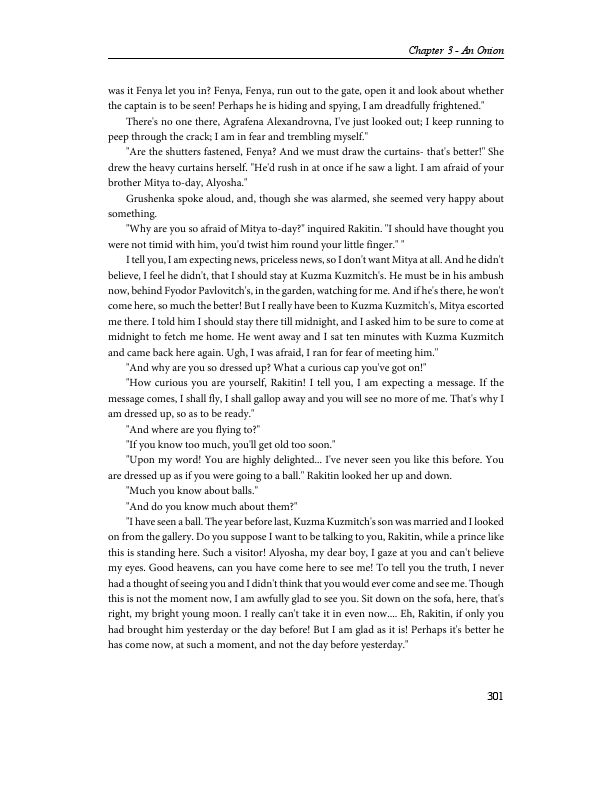 Chapter 3 - An Onion
was it Fenya let you in? Fenya, Fenya, run out to the gate, open it and look about whether
the captain is to be seen! Perhaps he is hiding and spying, I am dreadfully frightened."
There's no one there, Agrafena Alexandrovna, I've just looked out; I keep running to
peep through the crack; I am in fear and trembling myself."
"Are the shutters fastened, Fenya? And we must draw the curtains- that's better!" She
drew the heavy curtains herself. "He'd rush in at once if he saw a light. I am afraid of your
brother Mitya to-day, Alyosha."
Grushenka spoke aloud, and, though she was alarmed, she seemed very happy about
something.
"Why are you so afraid of Mitya to-day?" inquired Rakitin. "I should have thought you
were not timid with him, you'd twist him round your little finger." "
I tell you, I am expecting news, priceless news, so I don't want Mitya at all. And he didn't
believe, I feel he didn't, that I should stay at Kuzma Kuzmitch's. He must be in his ambush
now, behind Fyodor Pavlovitch's, in the garden, watching for me. And if he's there, he won't
come here, so much the better! But I really have been to Kuzma Kuzmitch's, Mitya escorted
me there. I told him I should stay there till midnight, and I asked him to be sure to come at
midnight to fetch me home. He went away and I sat ten minutes with Kuzma Kuzmitch
and came back here again. Ugh, I was afraid, I ran for fear of meeting him."
"And why are you so dressed up? What a curious cap you've got on!"
"How curious you are yourself, Rakitin! I tell you, I am expecting a message. If the
message comes, I shall fly, I shall gallop away and you will see no more of me. That's why I
am dressed up, so as to be ready."
"And where are you flying to?"
"If you know too much, you'll get old too soon."
"Upon my word! You are highly delighted... I've never seen you like this before. You
are dressed up as if you were going to a ball." Rakitin looked her up and down.
"Much you know about balls."
"And do you know much about them?"
"I have seen a ball. The year before last, Kuzma Kuzmitch's son was married and I looked
on from the gallery. Do you suppose I want to be talking to you, Rakitin, while a prince like
this is standing here. Such a visitor! Alyosha, my dear boy, I gaze at you and can't believe
my eyes. Good heavens, can you have come here to see me! To tell you the truth, I never
had a thought of seeing you and I didn't think that you would ever come and see me. Though
this is not the moment now, I am awfully glad to see you. Sit down on the sofa, here, that's
right, my bright young moon. I really can't take it in even now.... Eh, Rakitin, if only you
had brought him yesterday or the day before! But I am glad as it is! Perhaps it's better he
has come now, at such a moment, and not the day before yesterday."
301